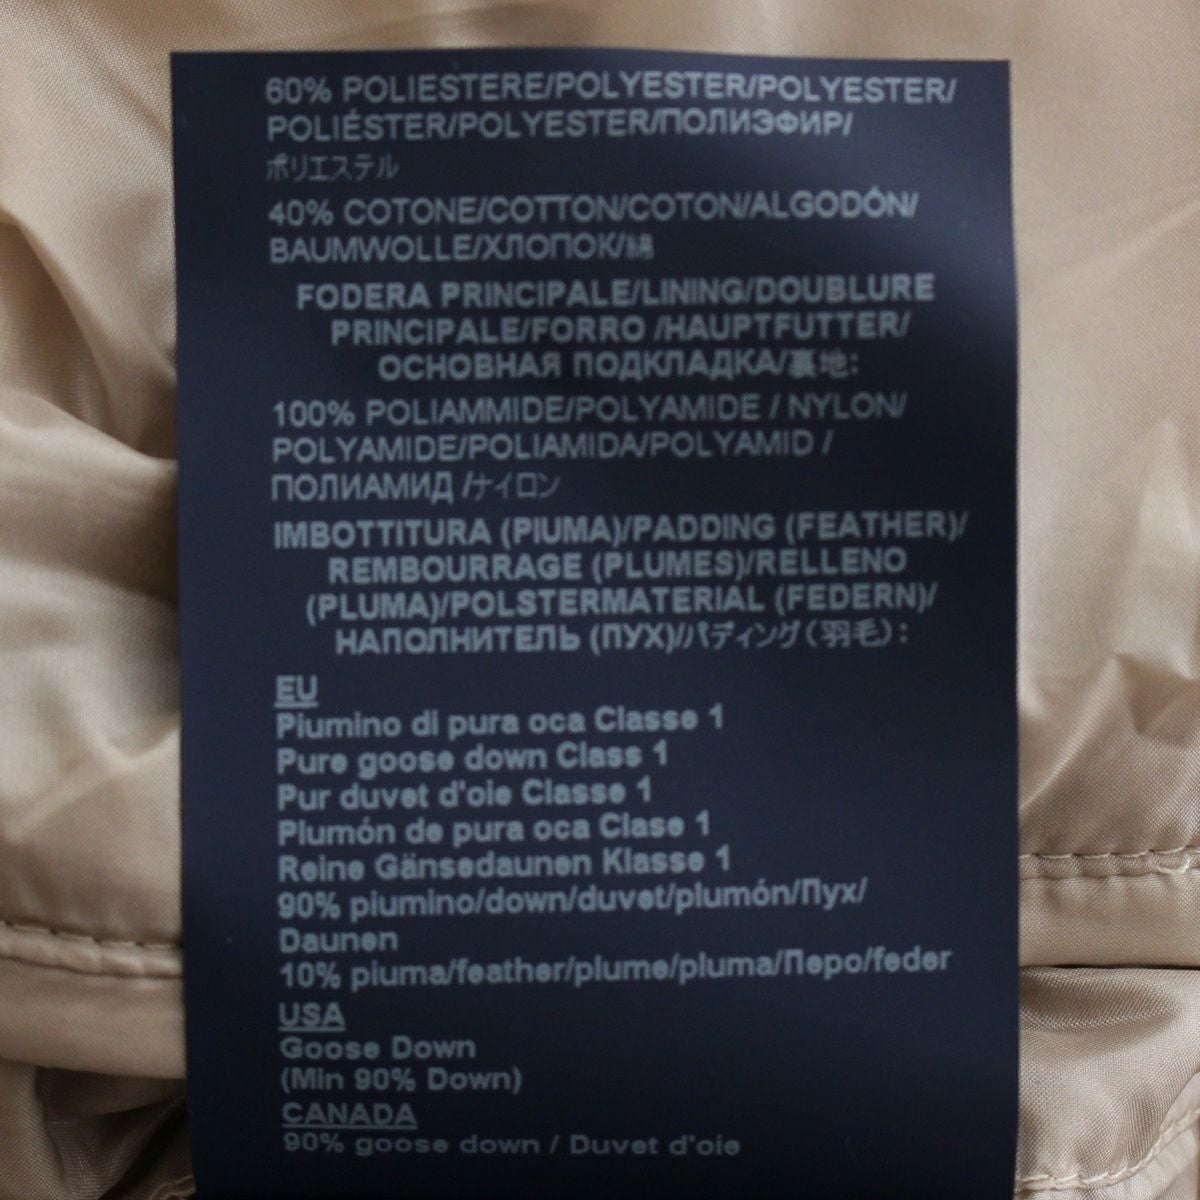 60% POLIESTERE/POLYESTER/POLYESTER/
POLIÉSTER/POLYESTER/ПОЛИЭФИР/
ポリエステル
40% COTONE/COTTON/COTON/ALGODÓN/
BAUMWOLLE/ХЛОПОК/綿
FODERA PRINCIPALE/LINING/DOUBLURE
PRINCIPALE/FORRO /HAUPTFUTTER/
ОСНОВНАЯ ПОДКЛАДКА/裏地:
100% POLIAMMIDE/POLYAMIDE / NYLON/
POLYAMIDE/POLIAMIDA/POLYAMID /
ПОЛИАМИД /ナイロン
IMBOTTITURA (PIUMA)/PADDING (FEATHER)/
REMBOURRAGE (PLUMES)/RELLENO
(PLUMA)/POLSTERMATERIAL (FEDERN)/
НАПОЛНИТЕЛЬ (ПУХ)/パディング(羽毛):
EU
Piumino di pura oca Classe 1
Pure goose down Class 1
Pur duvet d'oie Classe 1
Plumón de pura oca Clase 1
Reine Gänsedaunen Klasse 1
90% piumino/down/duvet/plumón/Пух/
Daunen
10% piuma/feather/plume/pluma/Перо/feder
USA
Goose Down
(Min 90% Down)
CANADA
90% goose down / Duvet d'oie